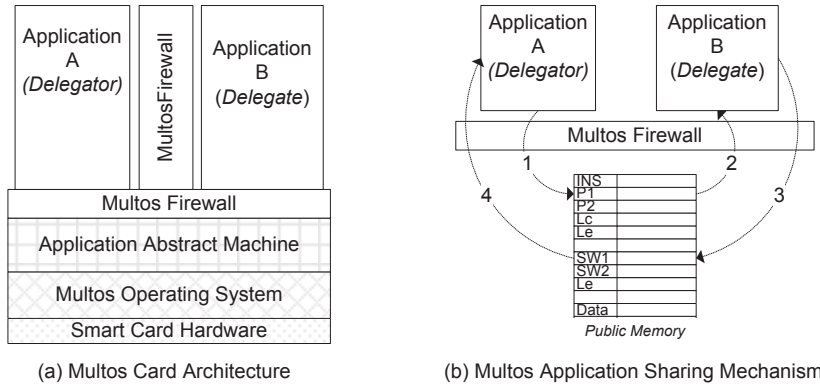 Application
A
(Delegator)
MultosFirewall
Application
B
(Delegate)
Multos Firewall
Application Abstract Machine
Multos Operating System
Smart Card Hardware
(a) Multos Card Architecture
Application
A
(Delegator)
Application
B
(Delegate)
Multos Firewall
1
2
4
3
INS
P1
P2
Lc
Le
SW1
SW2
Le
Data
Public Memory
(b) Multos Application Sharing Mechanism